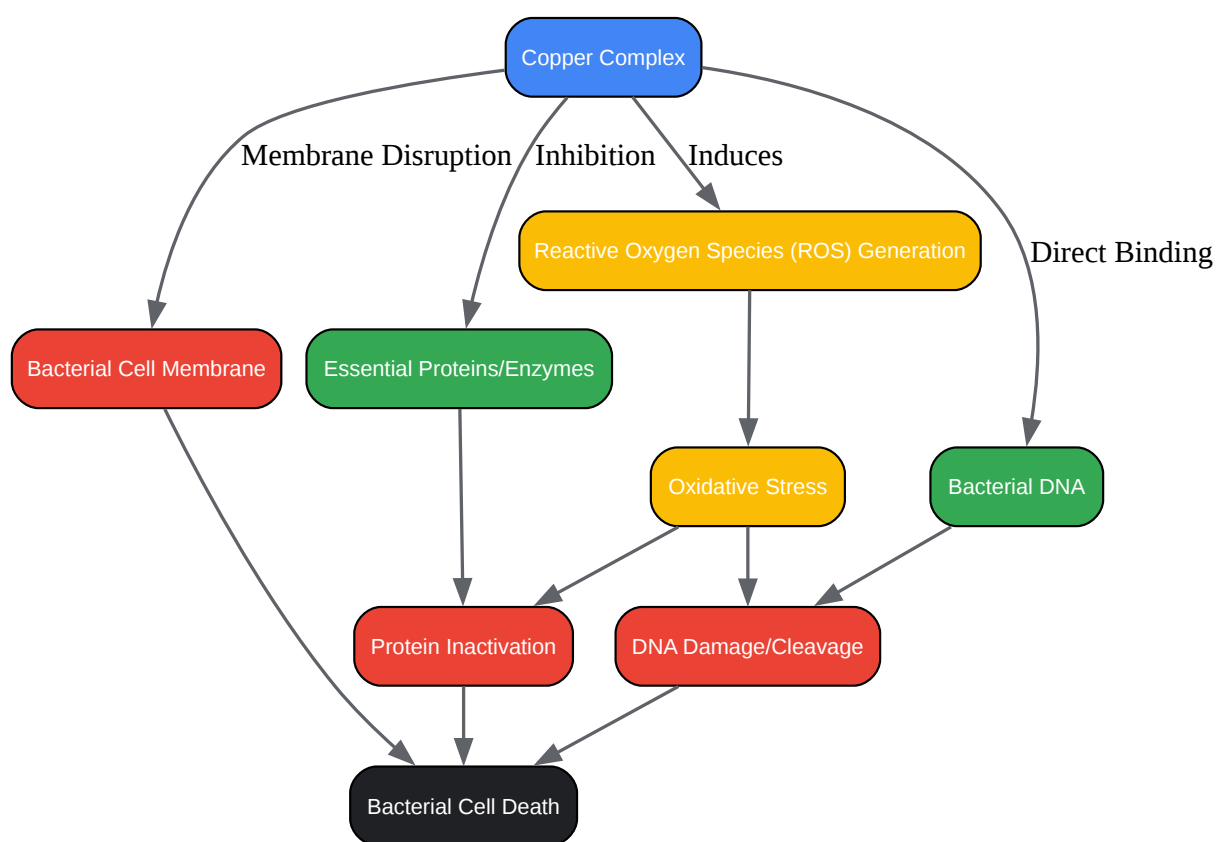 Copper Complex
Membrane Disruption
Inhibition
Induces
Reactive Oxygen Species (ROS) Generation
Direct Binding
Bacterial Cell Membrane
Essential Proteins/Enzymes
Oxidative Stress
Bacterial DNA
Protein Inactivation
DNA Damage/Cleavage
Bacterial Cell Death